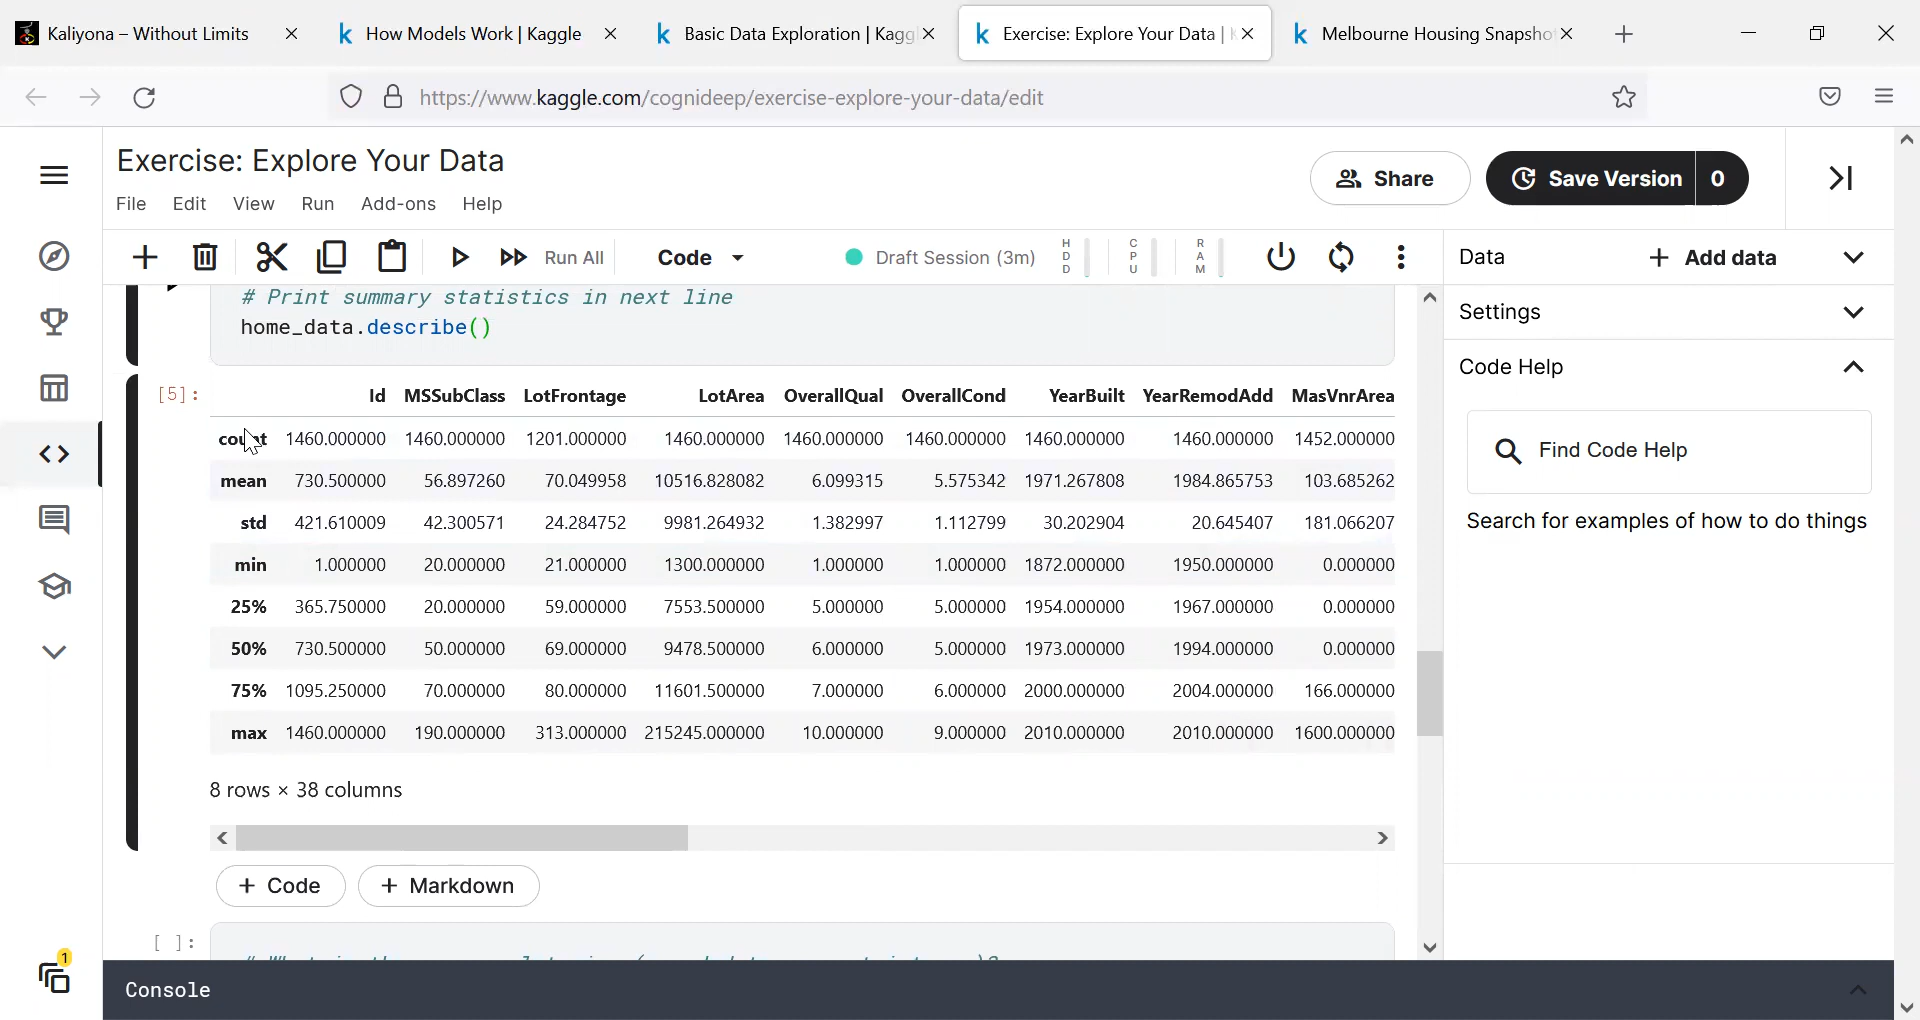 Kaliyona – Without Limits
How Models Work | Kaggle
Basic Data Exploration | Kaggl
Exercise: Explore Your Data |
Melbourne Housing Snapsho
https://www.kaggle.com/cognideep/exercise-explore-your-data/edit
Exercise: Explore Your Data
Share
Save Version 0
File Edit View Run Add-ons Help
Run All
Code
Draft Session (3m)
HDD
CPU
RAM
Data
Add data
Settings
Code Help
Find Code Help
Search for examples of how to do things
# Print summary statistics in next line
home_data.describe()
[5]:
Id MSSubClass LotFrontage LotArea OverallQual OverallCond YearBuilt YearRemodAdd MasVnrArea
count 1460.000000 1460.000000 1201.000000 1460.000000 1460.000000 1460.000000 1460.000000 1460.000000 1452.000000
mean 730.500000 56.897260 70.049958 10516.828082 6.099315 5.575342 1971.267808 1984.865753 103.685262
std 421.610009 42.300571 24.284752 9981.264932 1.382997 1.112799 30.202904 20.645407 181.066207
min 1.000000 20.000000 21.000000 1300.000000 1.000000 1.000000 1872.000000 1950.000000 0.000000
25% 365.750000 20.000000 59.000000 7553.500000 5.000000 5.000000 1954.000000 1967.000000 0.000000
50% 730.500000 50.000000 69.000000 9478.500000 6.000000 5.000000 1973.000000 1994.000000 0.000000
75% 1095.250000 70.000000 80.000000 11601.500000 7.000000 6.000000 2000.000000 2004.000000 166.000000
max 1460.000000 190.000000 313.000000 215245.000000 10.000000 9.000000 2010.000000 2010.000000 1600.000000
8 rows × 38 columns
+ Code
+ Markdown
[ ]:
1
Console